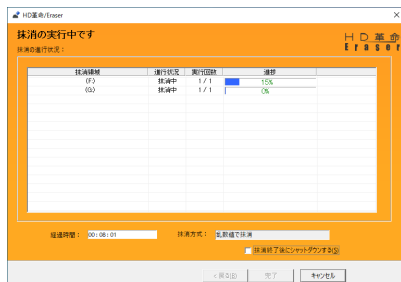 HD革命/Eraser
抹消の実行中です
HD革命
Eraser
抹消の進行状況：
抹消領域 進行状況 実行回数 進捗
(F:) 抹消中 1 / 1 15%
(G:) 抹消中 1 / 1 0%
経過時間： 00:08:01 抹消方式： 乱数値で抹消
抹消終了後にシャットダウンする(S)
< 戻る(B) 完了 キャンセル